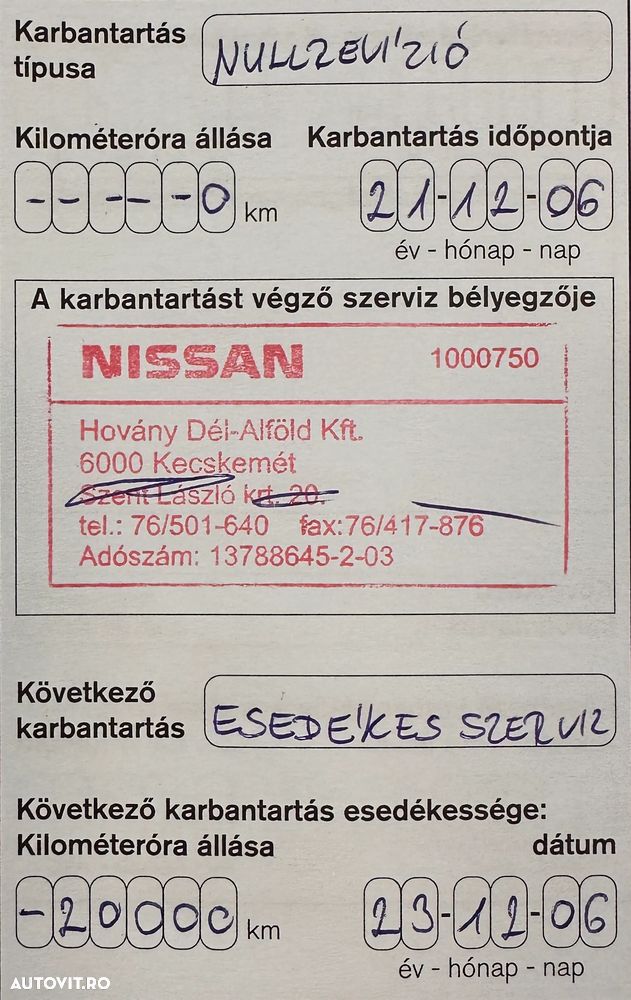 Karbantartás típusa NULLREVÍZIÓ
Kilométeróra állása Karbantartás időpontja
- - - - - 0 km 21-12-06
év - hónap - nap
A karbantartást végző szerviz bélyegzője
NISSAN 1000750
Hovány Dél-Alföld Kft.
6000 Kecskemét
Szent László krt. 20.
tel.: 76/501-640 fax:76/417-876
Adószám: 13788645-2-03
Következő karbantartás ESEDÉKES SZERVIZ
Következő karbantartás esedékessége:
Kilométeróra állása dátum
-20000 km 23-12-06
év - hónap - nap
AUTOVIT.RO